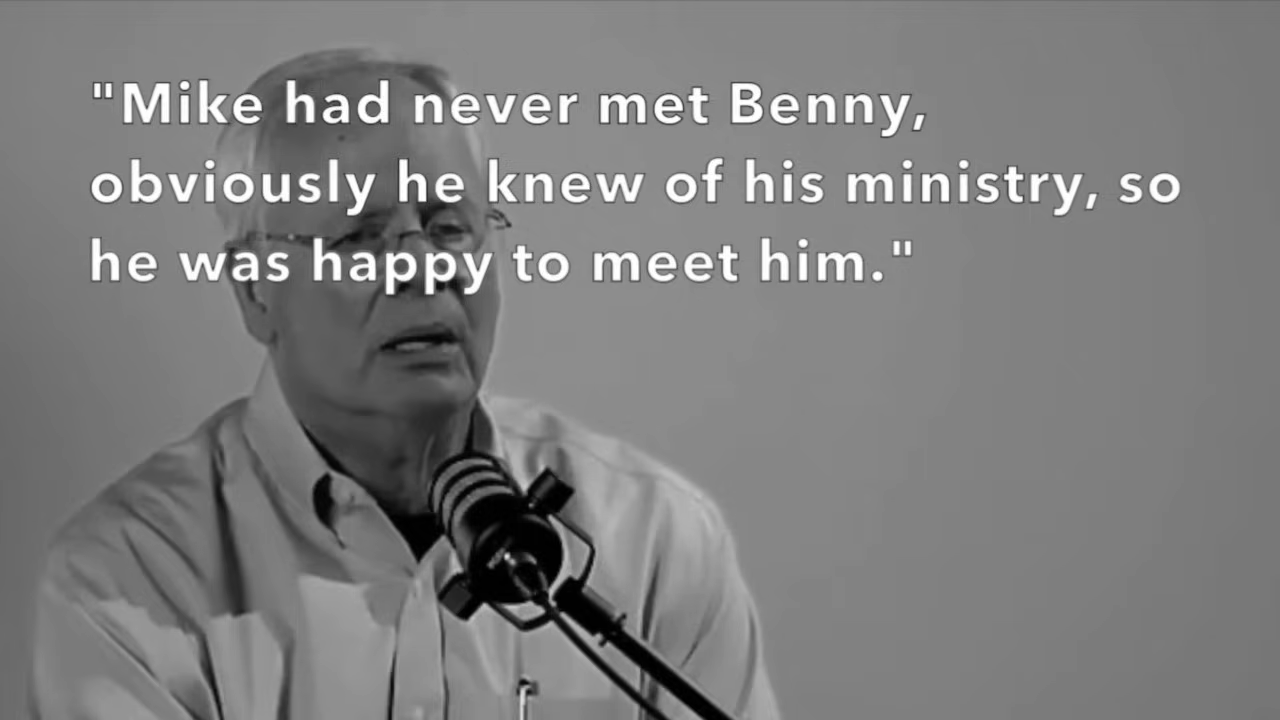 "Mike had never met Benny,
obviously he knew of his ministry, so
he was happy to meet him."